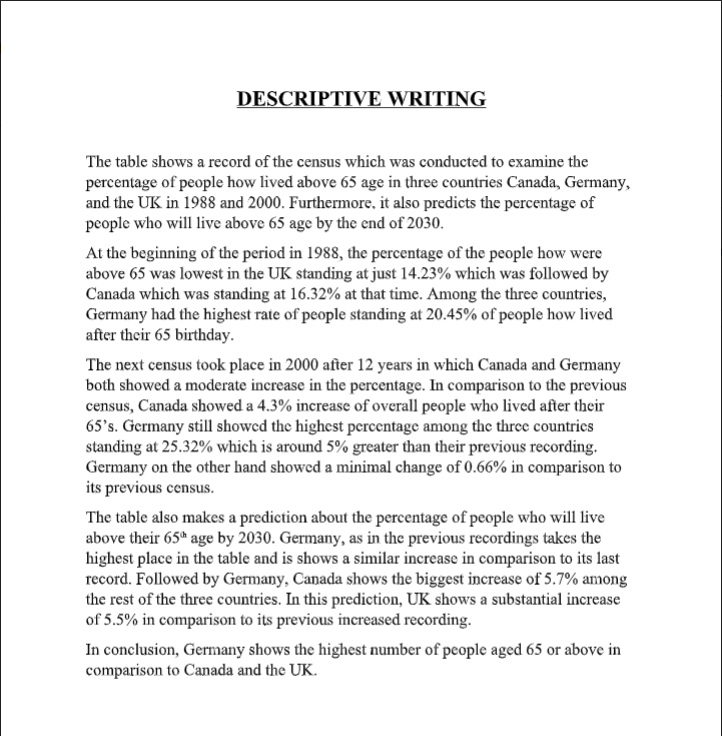 DESCRIPTIVE WRITING
The table shows a record of the census which was conducted to examine the
percentage of people how lived above 65 age in three countries Canada, Germany,
and the UK in 1988 and 2000. Furthermore, it also predicts the percentage of
people who will live above 65 age by the end of 2030.
At the beginning of the period in 1988, the percentage of the people how were
above 65 was lowest in the UK standing at just 14.23% which was followed by
Canada which was standing at 16.32% at that time. Among the three countries,
Germany had the highest rate of people standing at 20.45% of people how lived
after their 65 birthday.
The next census took place in 2000 after 12 years in which Canada and Germany
both showed a moderate increase in the percentage. In comparison to the previous
census, Canada showed a 4.3% increase of overall people who lived after their
65’s. Germany still showed the highest percentage among the three countries
standing at 25.32% which is around 5% greater than their previous recording.
Germany on the other hand showed a minimal change of 0.66% in comparison to
its previous census.
The table also makes a prediction about the percentage of people who will live
above their 65th age by 2030. Germany, as in the previous recordings takes the
highest place in the table and is shows a similar increase in comparison to its last
record. Followed by Germany, Canada shows the biggest increase of 5.7% among
the rest of the three countries. In this prediction, UK shows a substantial increase
of 5.5% in comparison to its previous increased recording.
In conclusion, Germany shows the highest number of people aged 65 or above in
comparison to Canada and the UK.